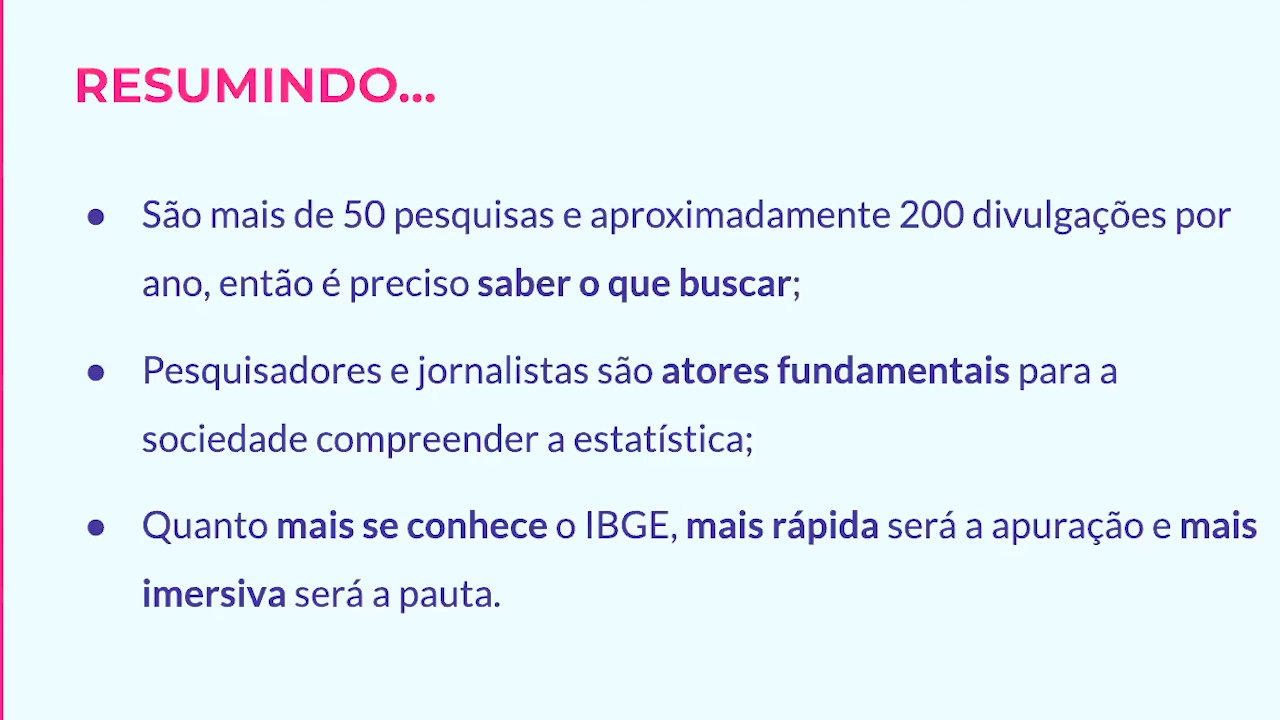 RESUMINDO...
● São mais de 50 pesquisas e aproximadamente 200 divulgações por
ano, então é preciso saber o que buscar;
● Pesquisadores e jornalistas são atores fundamentais para a
sociedade compreender a estatística;
● Quanto mais se conhece o IBGE, mais rápida será a apuração e mais
imersiva será a pauta.